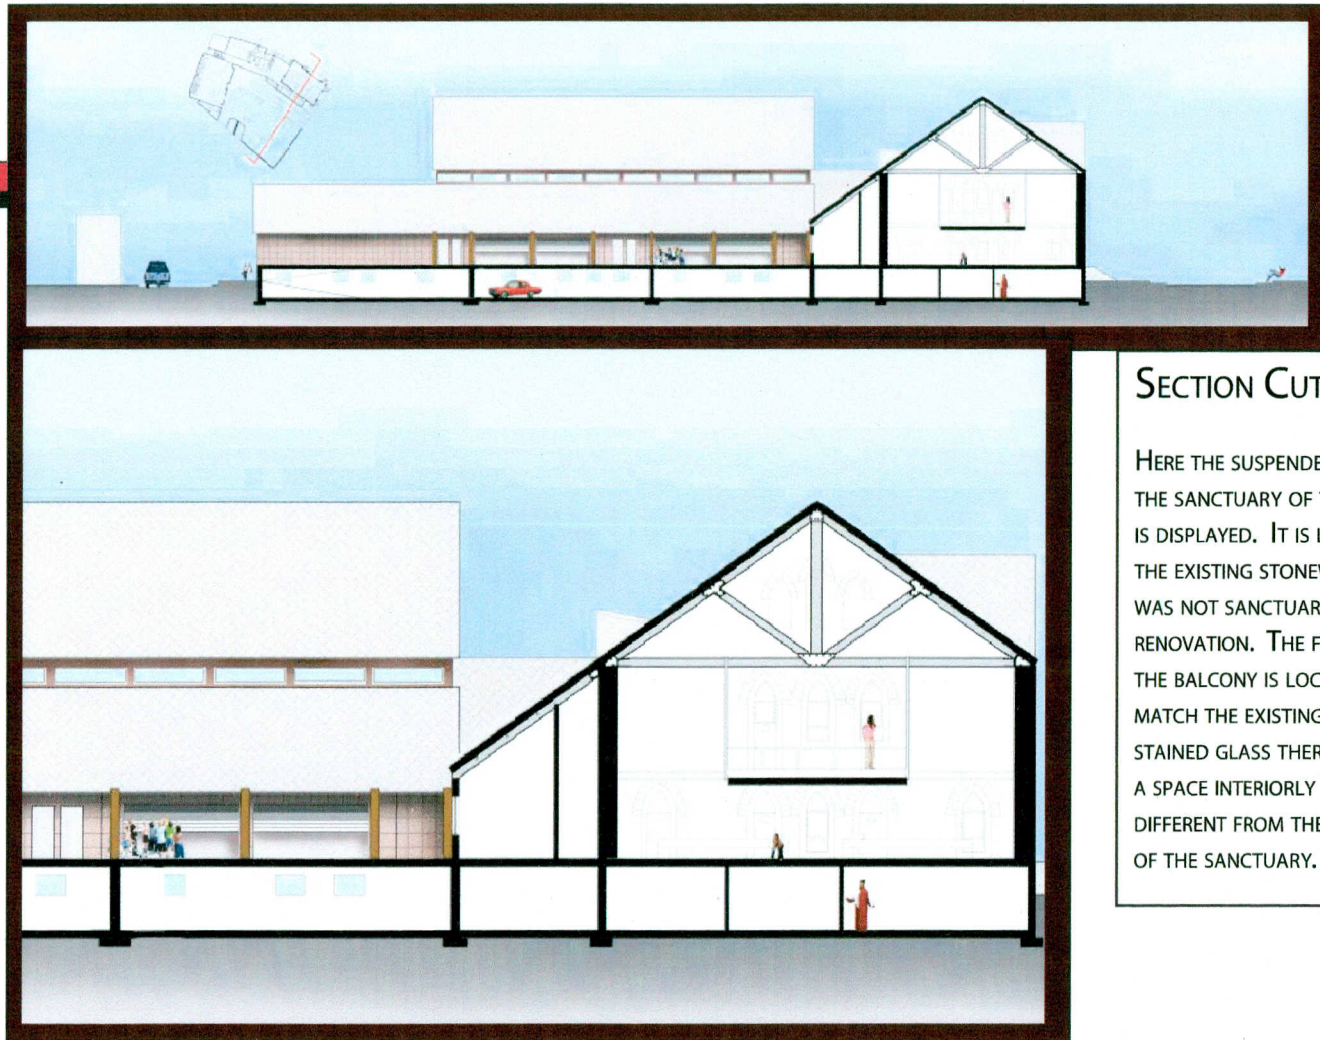 SECTION CUT
HERE THE SUSPENDE
THE SANCTUARY OF
IS DISPLAYED. IT IS
THE EXISTING STONE
WAS NOT SANCTUAR
RENOVATION. THE F
THE BALCONY IS LOC
MATCH THE EXISTING
STAINED GLASS THER
A SPACE INTERIORLY
DIFFERENT FROM THE
OF THE SANCTUARY.